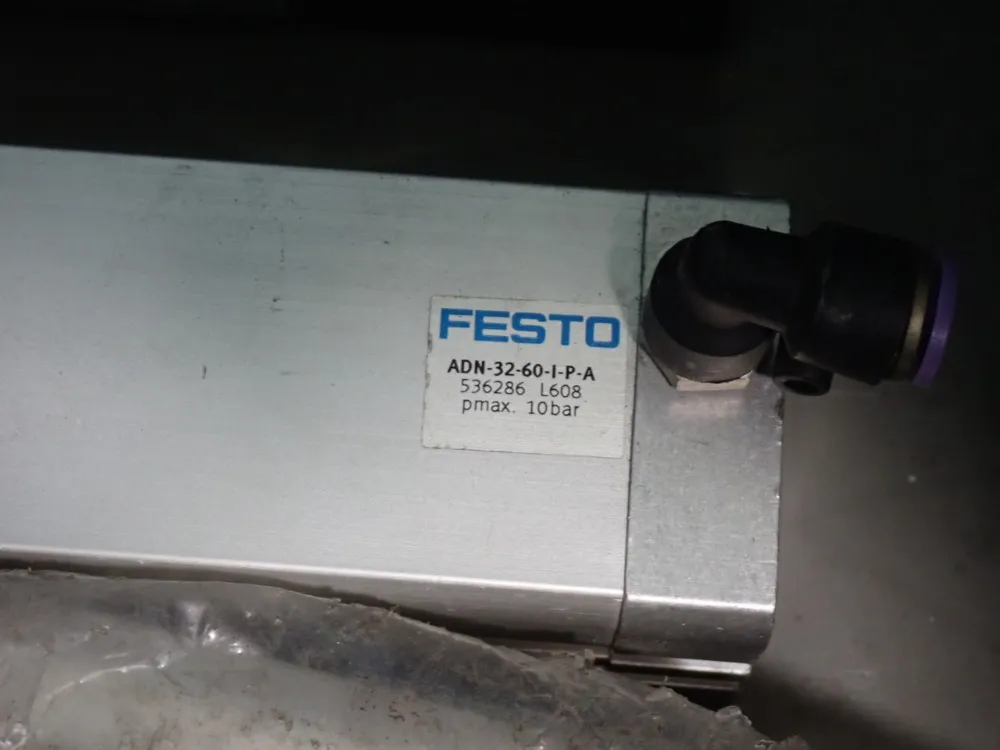 FESTO
ADN-32-60-I-P-A
536286 L608
pmax. 10bar